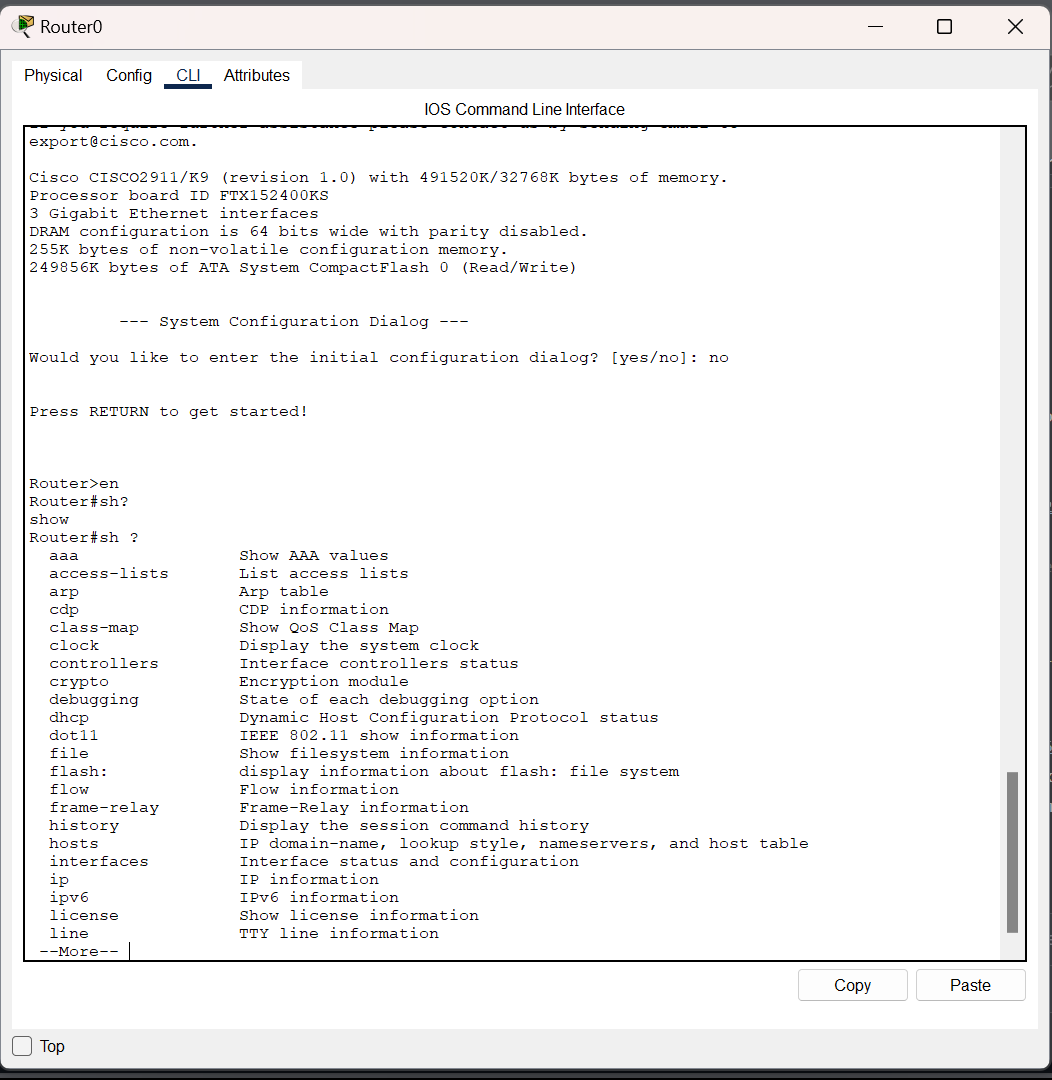 Router0
Physical Config CLI Attributes
IOS Command Line Interface
export@cisco.com.
Cisco CISCO2911/K9 (revision 1.0) with 491520K/32768K bytes of memory.
Processor board ID FTX152400KS
3 Gigabit Ethernet interfaces
DRAM configuration is 64 bits wide with parity disabled.
255K bytes of non-volatile configuration memory.
249856K bytes of ATA System CompactFlash 0 (Read/Write)
--- System Configuration Dialog ---
Would you like to enter the initial configuration dialog? [yes/no]: no
Press RETURN to get started!
Router>en
Router#sh?
show
Router#sh ?
aaa Show AAA values
access-lists List access lists
arp Arp table
cdp CDP information
class-map Show QoS Class Map
clock Display the system clock
controllers Interface controllers status
crypto Encryption module
debugging State of each debugging option
dhcp Dynamic Host Configuration Protocol status
dot11 IEEE 802.11 show information
file Show filesystem information
flash: display information about flash: file system
flow Flow information
frame-relay Frame-Relay information
history Display the session command history
hosts IP domain-name, lookup style, nameservers, and host table
interfaces Interface status and configuration
ip IP information
ipv6 IPv6 information
license Show license information
line TTY line information
--More--
Copy Paste
Top